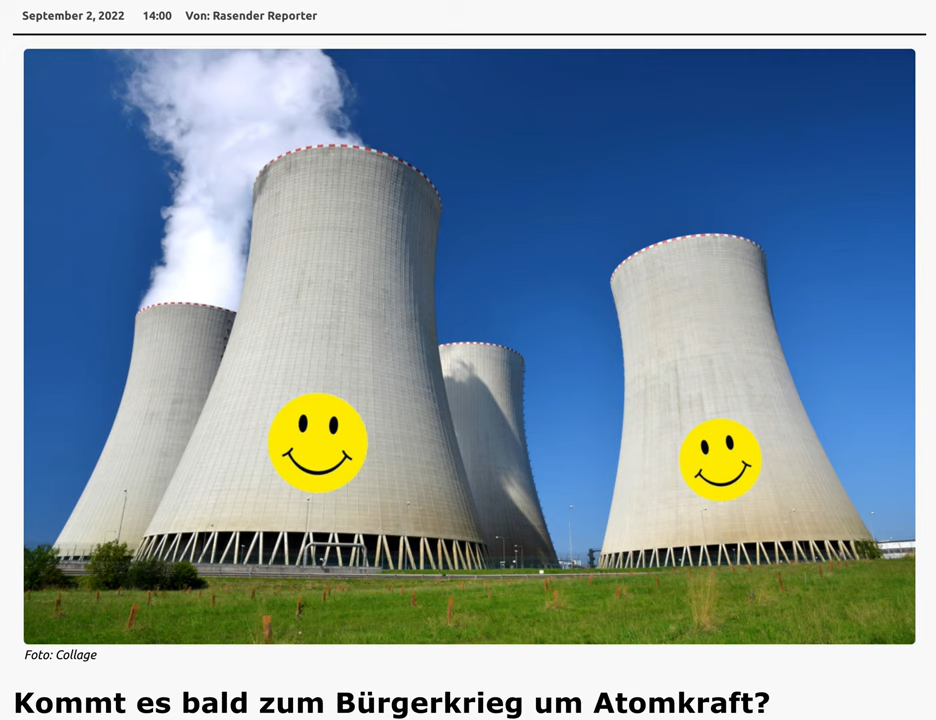 September 2, 2022 14:00 Von: Rasender Reporter
Foto: Collage
Kommt es bald zum Bürgerkrieg um Atomkraft?